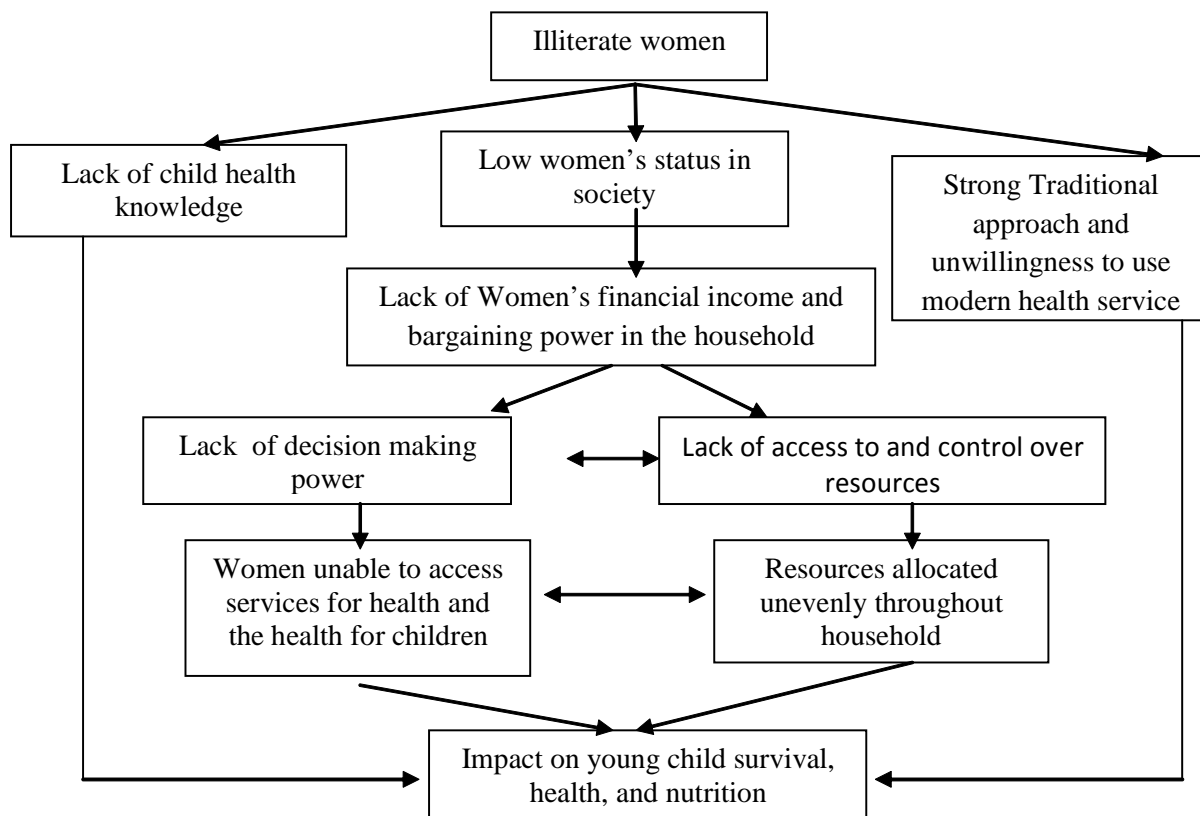 Illiterate women
Lack of child health
knowledge
Low women’s status in
society
Strong Traditional
approach and
unwillingness to use
modern health service
Lack of Women’s financial income and
bargaining power in the household
Lack  of decision making
power
Lack of access to and control over
resources
Women unable to access
services for health and
the health for children
Resources allocated
unevenly throughout
household
Impact on young child survival,
health, and nutrition